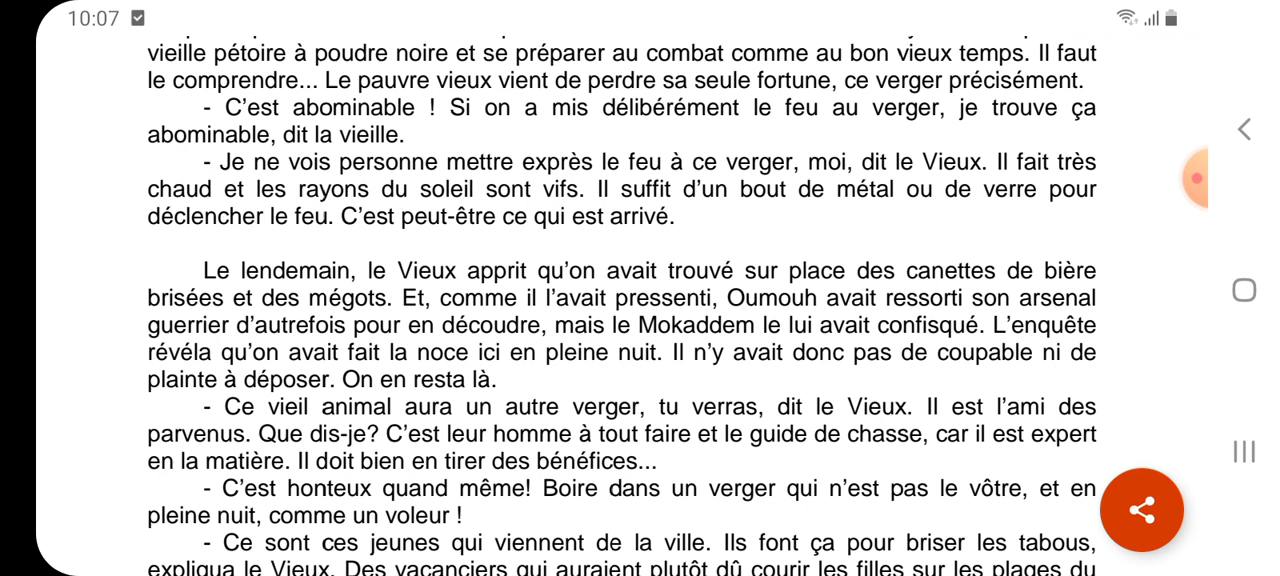 10:07
vieille pétoire à poudre noire et se préparer au combat comme au bon vieux temps. Il faut
le comprendre... Le pauvre vieux vient de perdre sa seule fortune, ce verger précisément.
- C’est abominable ! Si on a mis délibérément le feu au verger, je trouve ça
abominable, dit la vieille.
- Je ne vois personne mettre exprès le feu à ce verger, moi, dit le Vieux. Il fait très
chaud et les rayons du soleil sont vifs. Il suffit d’un bout de métal ou de verre pour
déclencher le feu. C’est peut-être ce qui est arrivé.
Le lendemain, le Vieux apprit qu’on avait trouvé sur place des canettes de bière
brisées et des mégots. Et, comme il l’avait pressenti, Oumouh avait ressorti son arsenal
guerrier d’autrefois pour en découdre, mais le Mokaddem le lui avait confisqué. L’enquête
révéla qu’on avait fait la noce ici en pleine nuit. Il n’y avait donc pas de coupable ni de
plainte à déposer. On en resta là.
- Ce vieil animal aura un autre verger, tu verras, dit le Vieux. Il est l’ami des
parvenus. Que dis-je? C’est leur homme à tout faire et le guide de chasse, car il est expert
en la matière. Il doit bien en tirer des bénéfices...
- C’est honteux quand même! Boire dans un verger qui n’est pas le vôtre, et en
pleine nuit, comme un voleur !
- Ce sont ces jeunes qui viennent de la ville. Ils font ça pour briser les tabous,
expliqua le Vieux. Des vacanciers qui auraient plutôt dû courir les filles sur les plages du